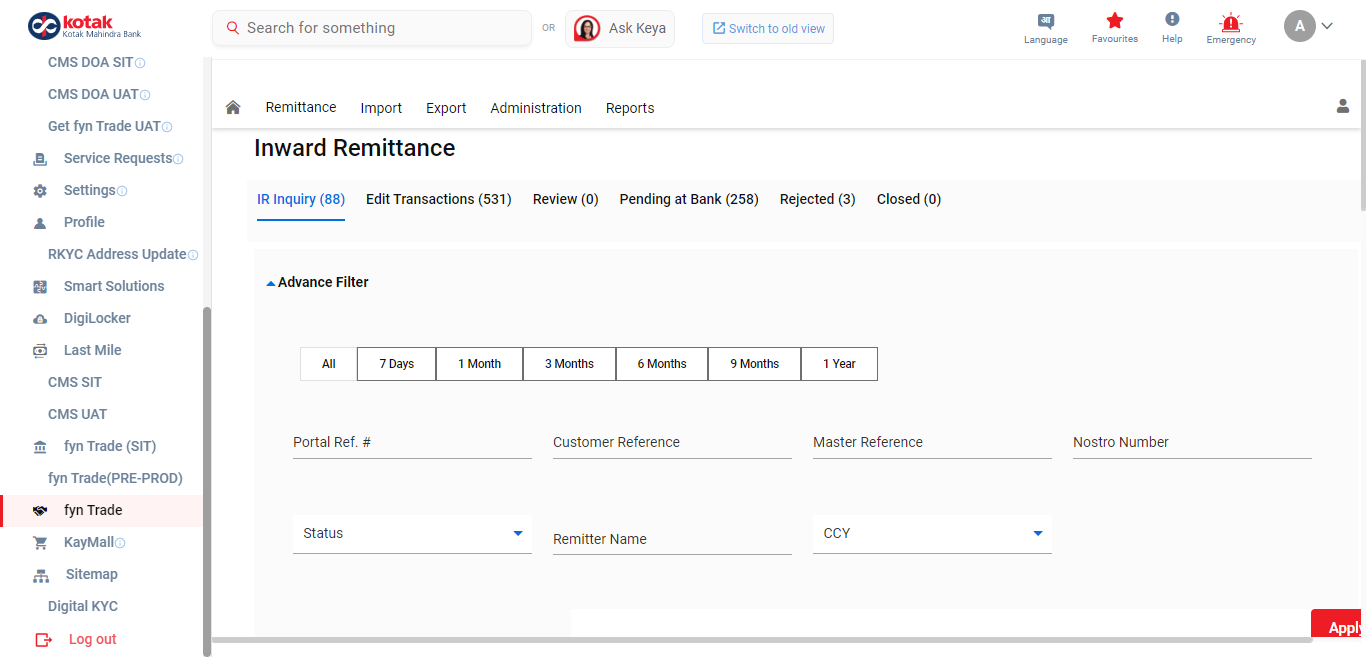 kotak
Kotak Mahindra Bank
Search for something
OR
Ask Keya
Switch to old view
Language
Favourites
Help
Emergency
A
CMS DOA SIT
CMS DOA UAT
Get fyn Trade UAT
Service Requests
Settings
Profile
RKYC Address Update
Smart Solutions
DigiLocker
Last Mile
CMS SIT
CMS UAT
fyn Trade (SIT)
fyn Trade(PRE-PROD)
fyn Trade
KayMall
Sitemap
Digital KYC
Log out
Remittance Import Export Administration Reports
Inward Remittance
IR Inquiry (88) Edit Transactions (531) Review (0) Pending at Bank (258) Rejected (3) Closed (0)
Advance Filter
All 7 Days 1 Month 3 Months 6 Months 9 Months 1 Year
Portal Ref. # Customer Reference Master Reference Nostro Number
Status Remitter Name CCY
Apply